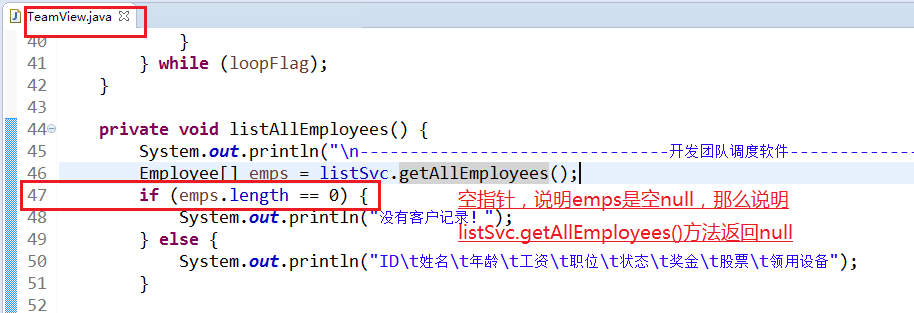 TeamView.java
40 }
41 } while (loopFlag);
42 }
43
44 private void listAllEmployees() {
45 System.out.println("\n-------------------------------开发团队调度软件-------------
46 Employee[] emps = listSvc.getAllEmployees();
47 if (emps.length == 0) {
空指针，说明emps是空null，那么说明
48 System.out.println("没有客户记录!");
listSvc.getAllEmployees()方法返回null
49 } else {
50 System.out.println("ID\t姓名\t年龄\t工资\t职位\t状态\t奖金\t股票\t领用设备");
51 }
52